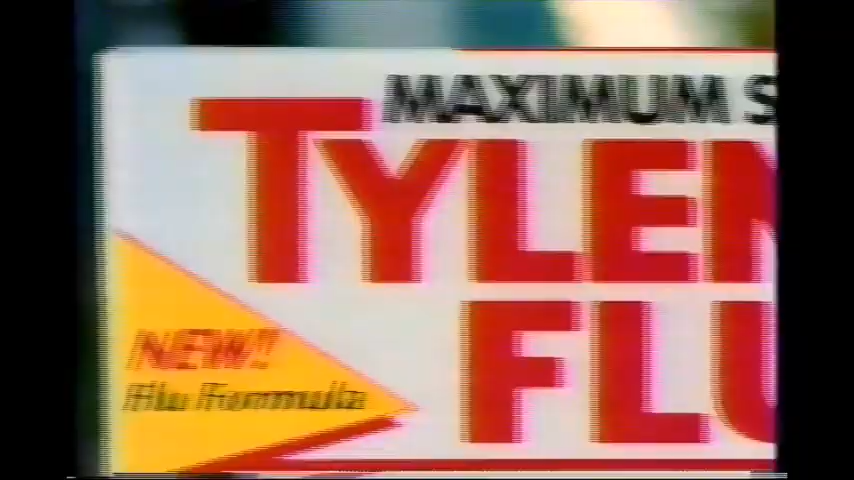 MAXIMUM S
TYLEN
FLU
NEW!!
Flu Formula